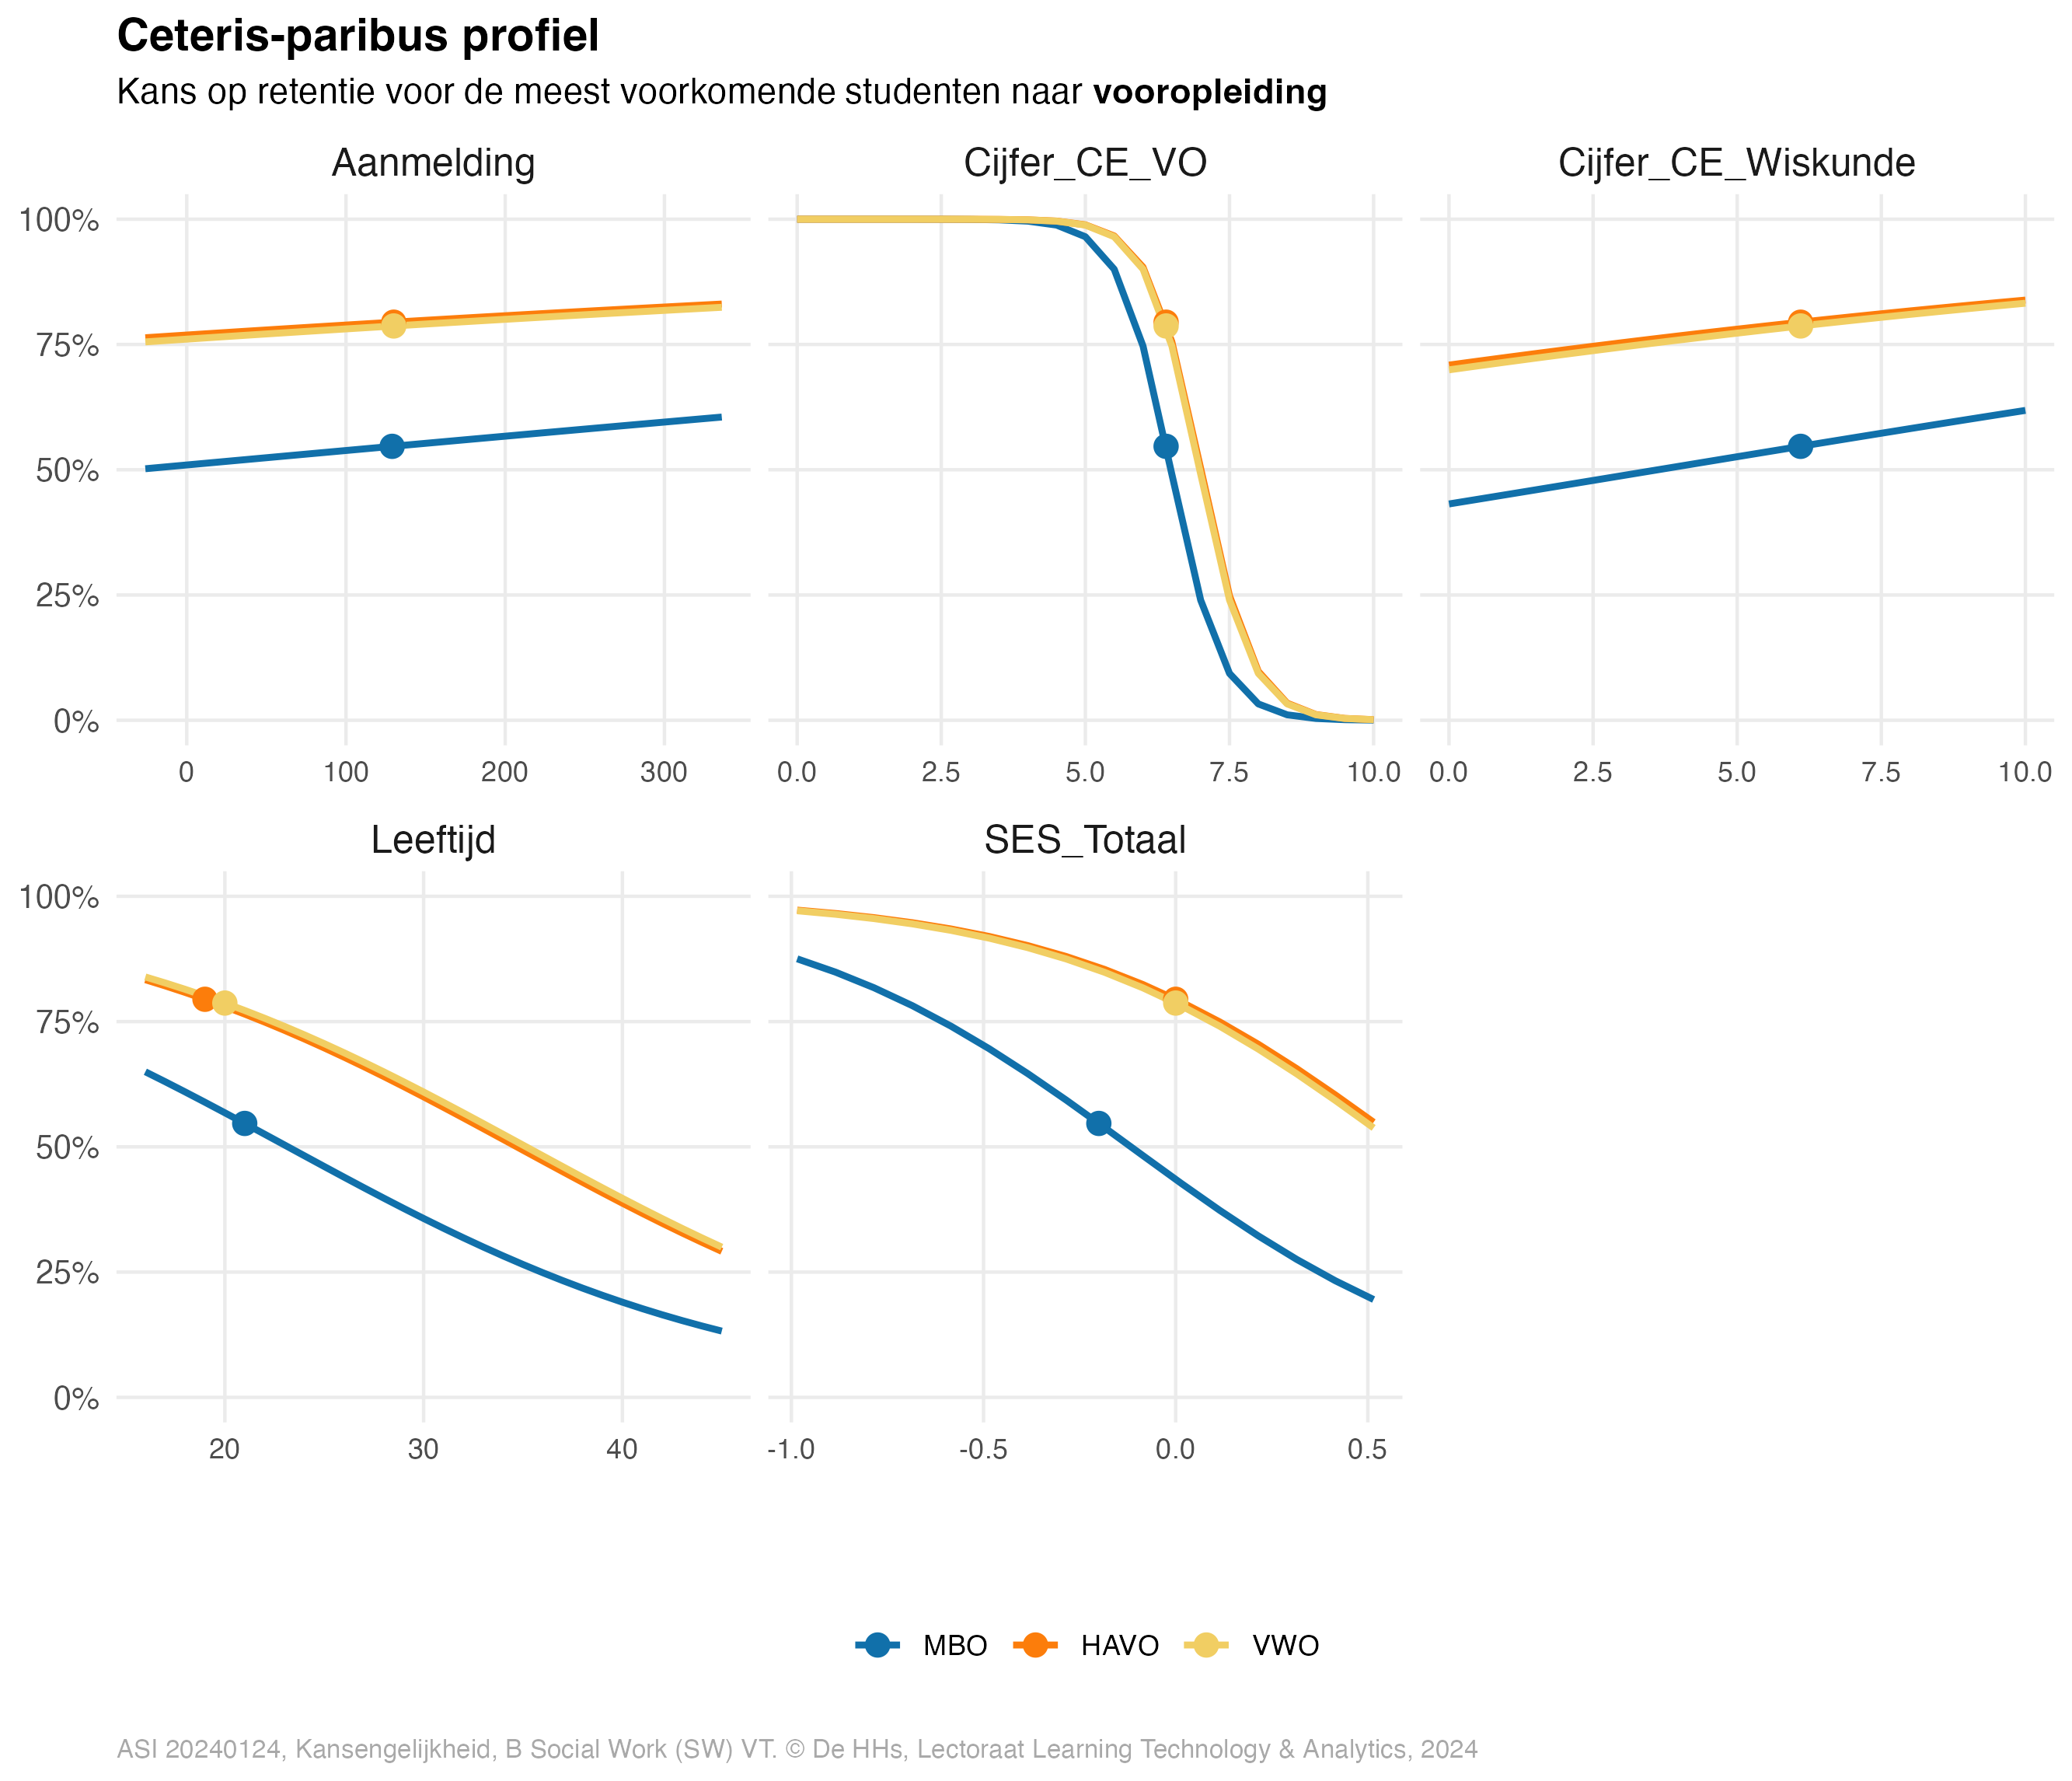 Ceteris-paribus profiel
Kans op retentie voor de meest voorkomende studenten naar vooropleiding
Aanmelding Cijfer_CE_VO Cijfer_CE_Wiskunde
100%
75%
50%
25%
0%
0 100 200 300 0.0 2.5 5.0 7.5 10.0 0.0 2.5 5.0 7.5 10.0
Leeftijd SES_Totaal
100%
75%
50%
25%
0%
20 30 40 -1.0 -0.5 0.0 0.5
MBO HAVO VWO
ASI 20240124, Kansengelijkheid, B Social Work (SW) VT. © De HHs, Lectoraat Learning Technology & Analytics, 2024